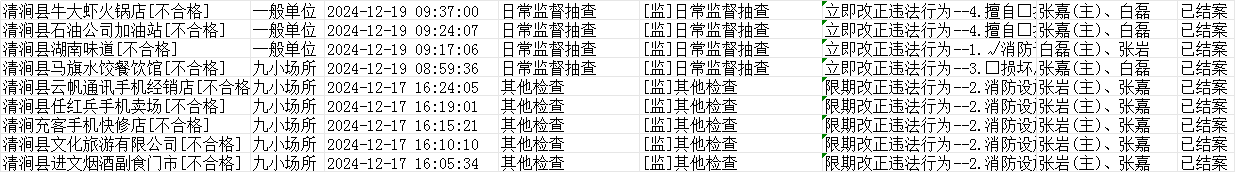 清涧县牛大虾火锅店[不合格] 一般单位 2024-12-19 09:37:00 日常监督抽查 [监]日常监督抽查 立即改正违法行为--4.擅自□ 张嘉(主)、白磊 已结案
清涧县石油公司加油站[不合格] 一般单位 2024-12-19 09:24:07 日常监督抽查 [监]日常监督抽查 立即改正违法行为--4.擅自□ 张嘉(主)、白磊 已结案
清涧县湖南味道[不合格] 一般单位 2024-12-19 09:17:06 日常监督抽查 [监]日常监督抽查 立即改正违法行为--1.√消防 白磊(主)、张岩 已结案
清涧县马旗水饺餐饮馆[不合格] 九小场所 2024-12-19 08:59:36 日常监督抽查 [监]日常监督抽查 立即改正违法行为--3.□损坏 张嘉(主)、白磊 已结案
清涧县云帆通讯手机经销店[不合格 九小场所 2024-12-17 16:24:05 其他检查 [监]其他检查 限期改正违法行为--2.消防设 张岩(主)、张嘉 已结案
清涧县任红兵手机卖场[不合格] 九小场所 2024-12-17 16:19:01 其他检查 [监]其他检查 限期改正违法行为--2.消防设 张岩(主)、张嘉 已结案
清涧充客手机快修店[不合格] 九小场所 2024-12-17 16:15:21 其他检查 [监]其他检查 限期改正违法行为--2.消防设 张岩(主)、张嘉 已结案
清涧县文化旅游有限公司[不合格] 九小场所 2024-12-17 16:10:10 其他检查 [监]其他检查 限期改正违法行为--2.消防设 张岩(主)、张嘉 已结案
清涧县进文烟酒副食门市[不合格] 九小场所 2024-12-17 16:05:34 其他检查 [监]其他检查 限期改正违法行为--2.消防设 张岩(主)、张嘉 已结案